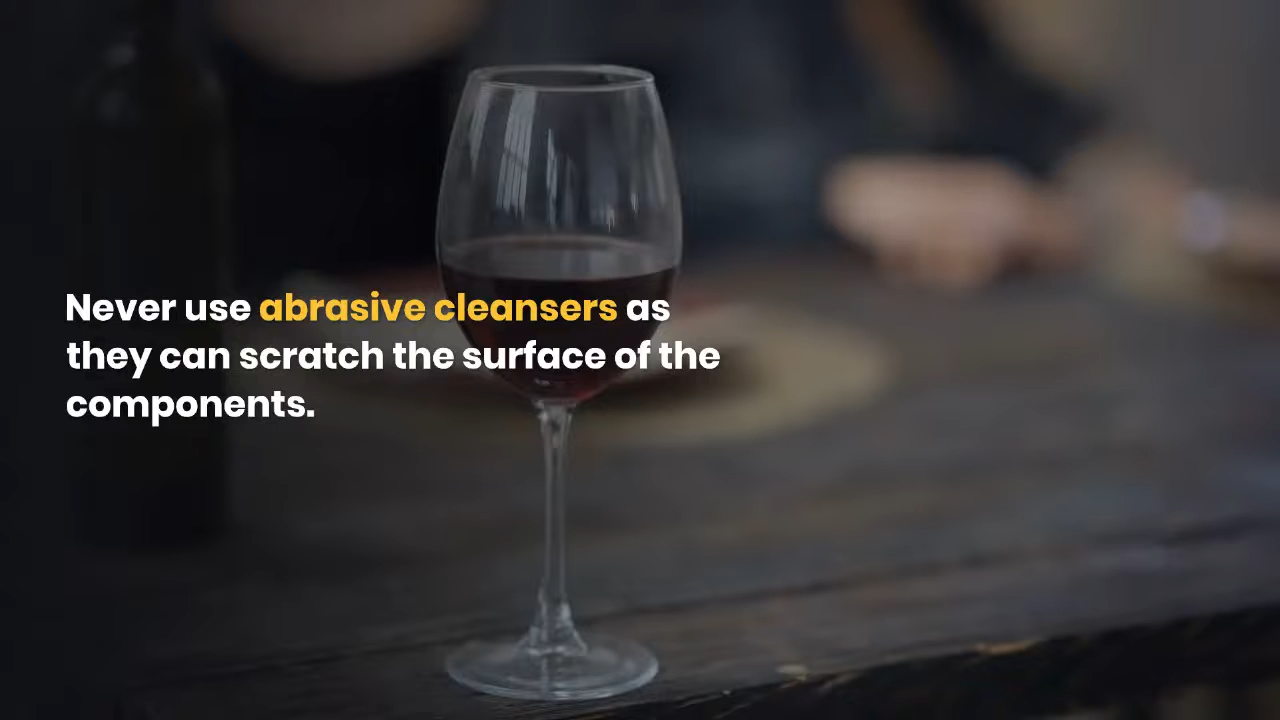 Never use abrasive cleansers as
they can scratch the surface of the
components.